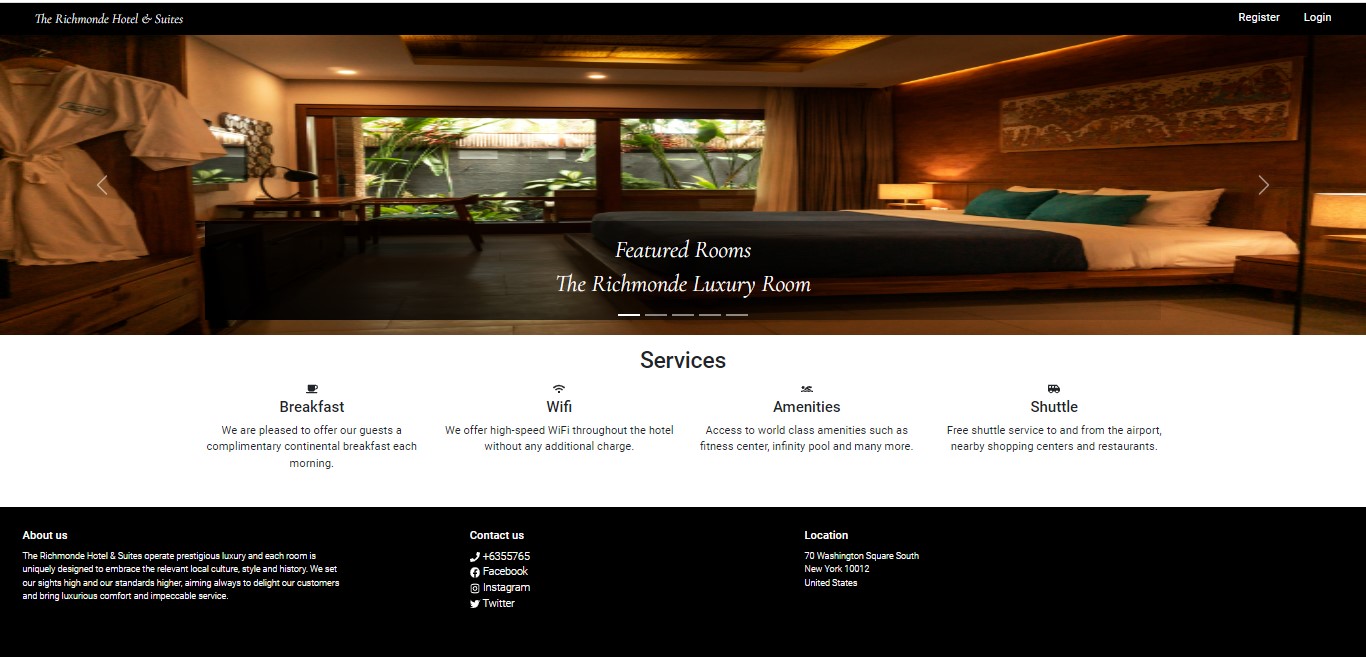 The Richmonde Hotel & Suites
Register Login
Featured Rooms
The Richmonde Luxury Room
Services
Breakfast
We are pleased to offer our guests a
complimentary continental breakfast each
morning.
Wifi
We offer high-speed WiFi throughout the hotel
without any additional charge.
Amenities
Access to world class amenities such as
fitness center, infinity pool and many more.
Shuttle
Free shuttle service to and from the airport,
nearby shopping centers and restaurants.
About us
The Richmonde Hotel & Suites operate prestigious luxury and each room is
uniquely designed to embrace the relevant local culture, style and history. We set
our sights high and our standards higher, aiming always to delight our customers
and bring luxurious comfort and impeccable service.
Contact us
+6355765
Facebook
Instagram
Twitter
Location
70 Washington Square South
New York 10012
United States